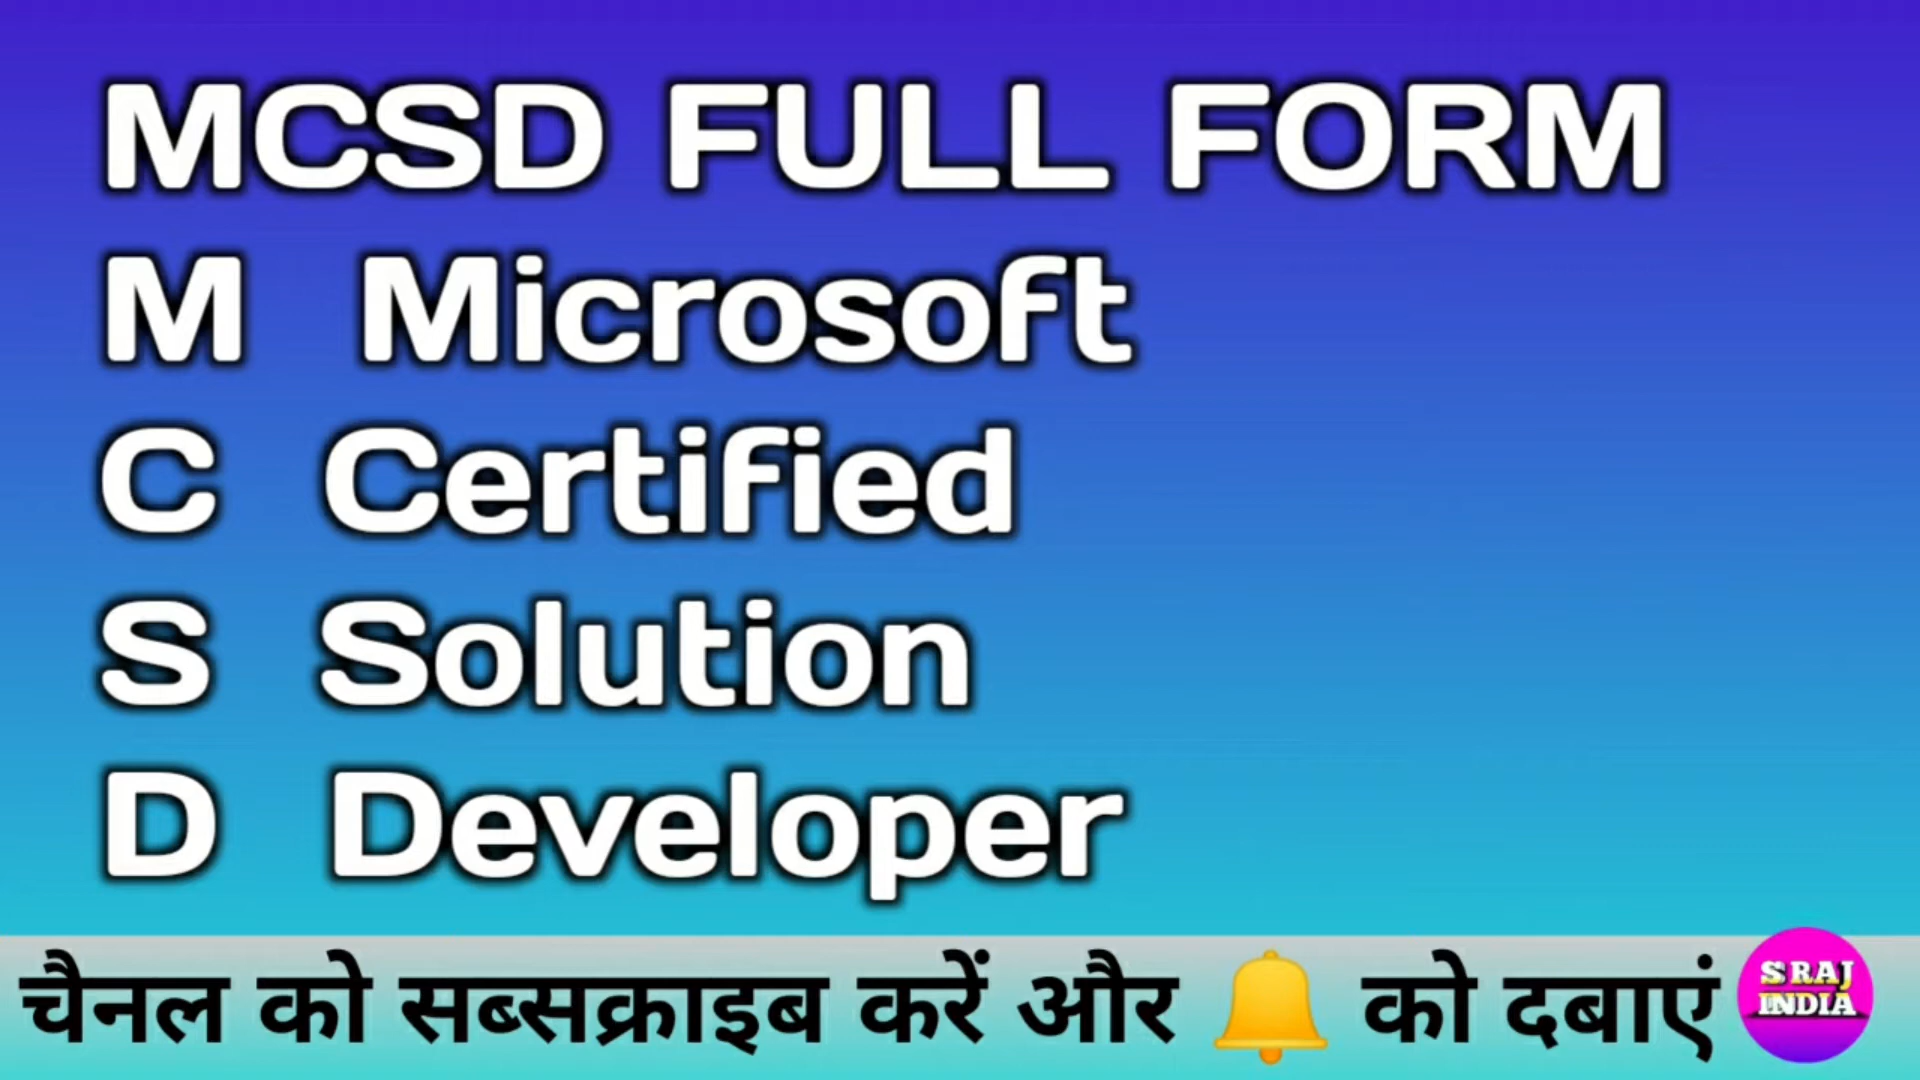 MCSD FULL FORM
M Microsoft
C Certified
S Solution
D Developer
चैनल को सब्सक्राइब करें और 🔔 को दबाएं
S RAJ
INDIA